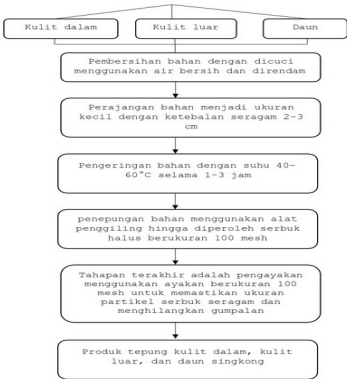 Kulit dalam
Kulit luar
Daun
Pembersihan bahan dengan dicuci
menggunakan air bersih dan direndam
Perajangan bahan menjadi ukuran
kecil dengan ketebalan seragam 2-3
cm
Pengeringan bahan dengan suhu 40-
60°C selama 1-3 jam
penepungan bahan menggunakan alat
penggiling hingga diperoleh serbuk
halus berukuran 100 mesh
Tahapan terakhir adalah pengayakan
menggunakan ayakan berukuran 100
mesh untuk memastikan ukuran
partikel serbuk seragam dan
menghilangkan gumpalan
Produk tepung kulit dalam, kulit
luar, dan daun singkong